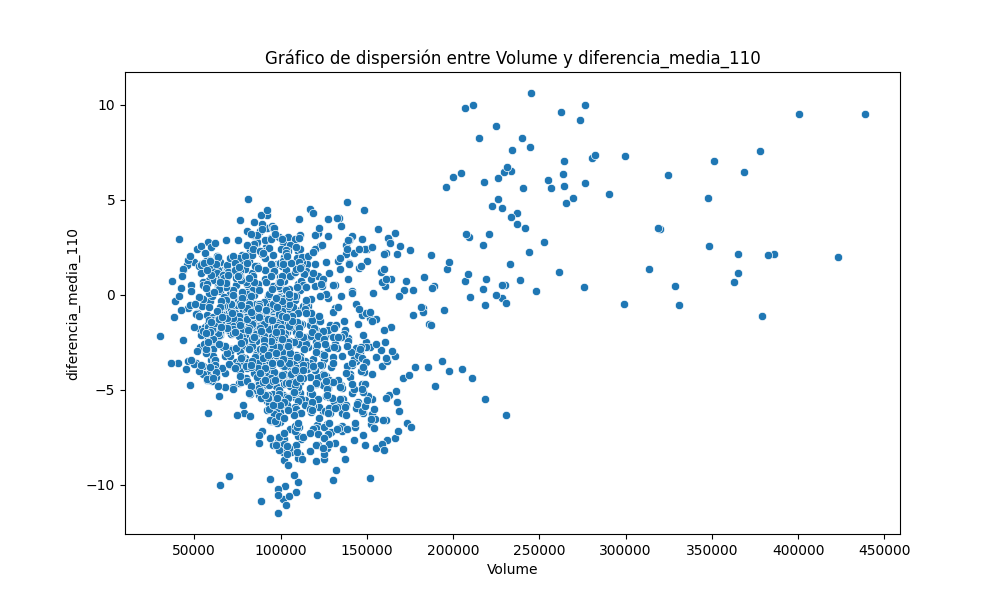 Gráfico de dispersión entre Volume y diferencia_media_110
diferencia_media_110
10
5
0
−5
−10
50000 100000 150000 200000 250000 300000 350000 400000 450000
Volume